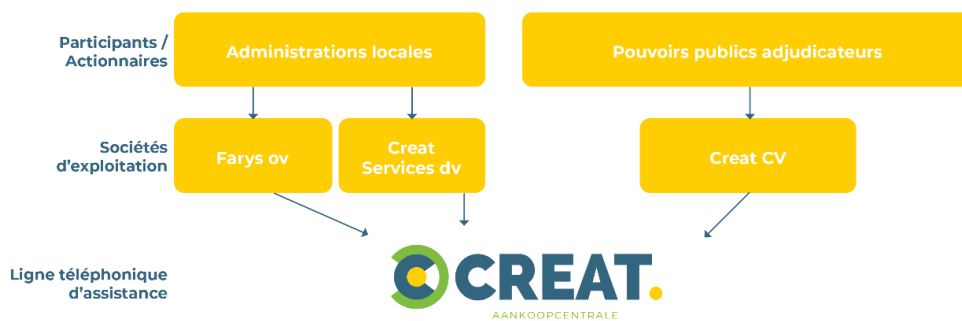 Participants /
Actionnaires
Administrations locales
Pouvoirs publics adjudicateurs
Sociétés
d'exploitation
Farys ov
Creat
Services dv
Creat CV
Ligne téléphonique
d'assistance
CREAT.
AANKOOPCENTRALE